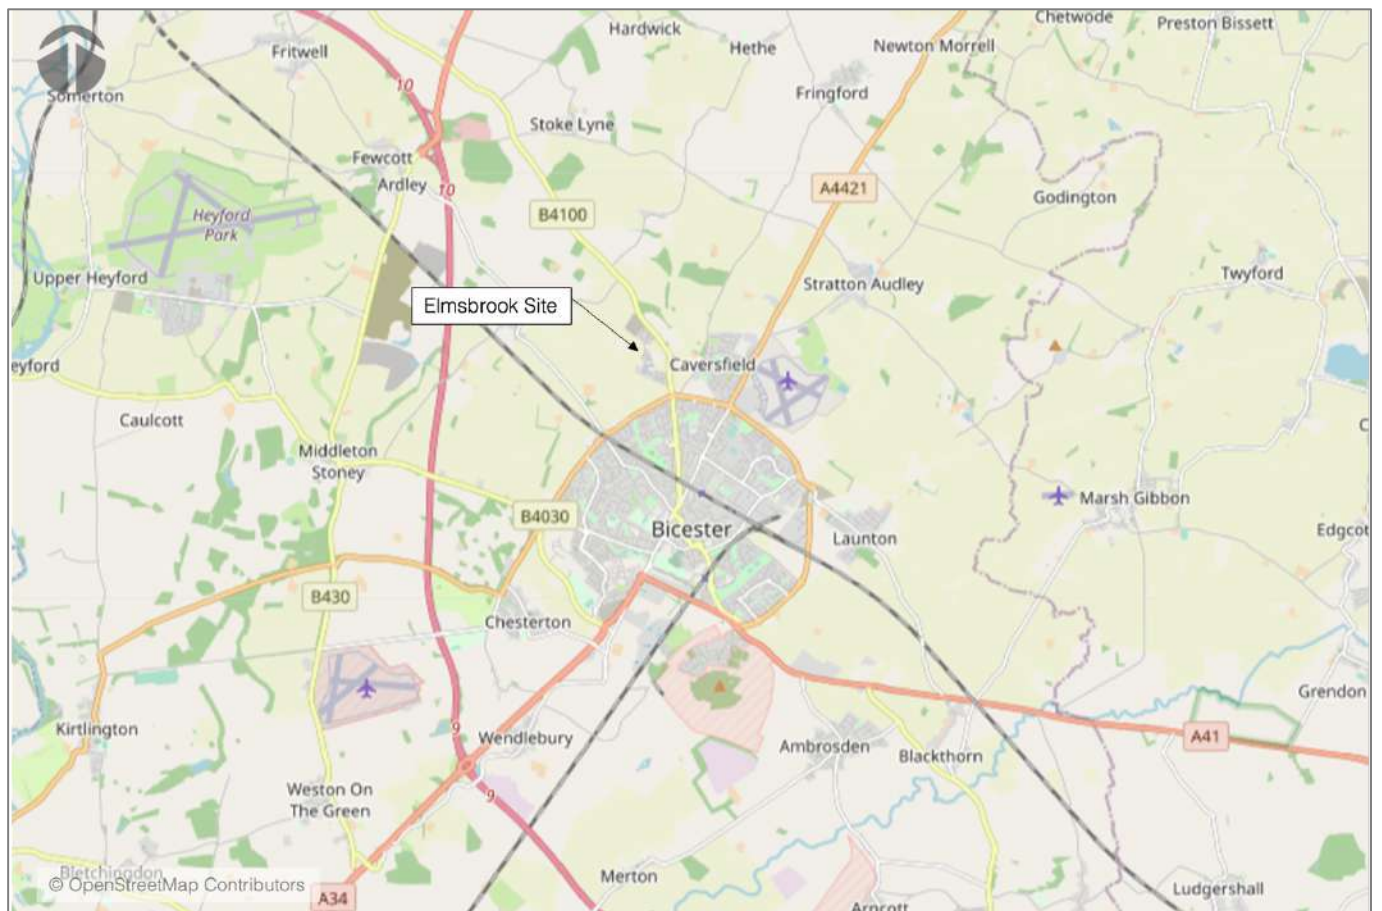 Chetwode
Preston Bissett
Hardwick
Hethe
Newton Morrell
Fritwell
10
Fringford
Somerton
Stoke Lyne
Fewcott
Ardley
10
A4421
Godington
Heyford
Park
B4100
Upper Heyford
Twyford
Stratton Audley
Elmsbrook Site
eyford
Caversfield
Caulcott
C
Middleton
Stoney
Marsh Gibbon
B4030
Bicester
Launton
Edgcot
B430
Chesterton
Grendon
Kirtlington
9
Wendlebury
Ambrosden
A41
Blackthorn
Weston On
The Green
9
Bletchingdon
© OpenStreetMap Contributors
Merton
Ludgershall
A34
Arncott